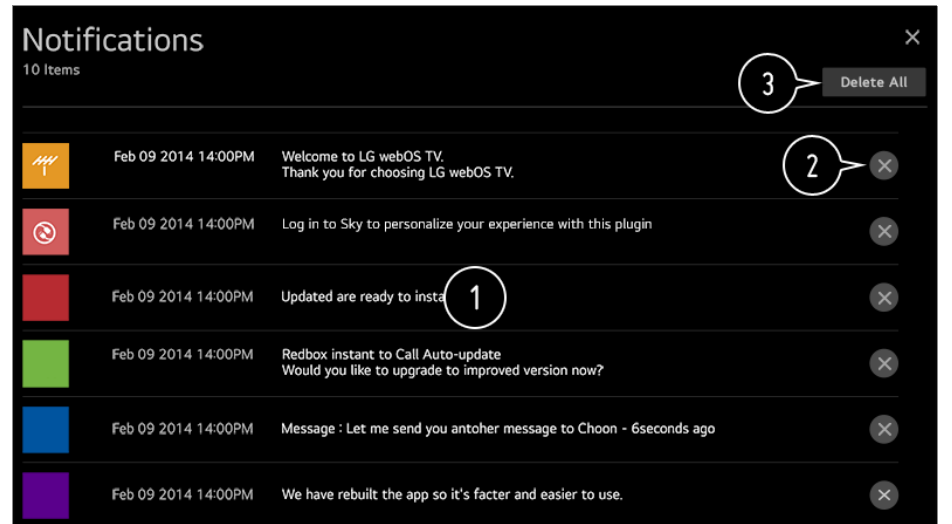 Notifications
10 Items
3
Delete All
Feb 09 2014 14:00PM
Welcome to LG webOS TV.
Thank you for choosing LG webOS TV.
2
Feb 09 2014 14:00PM
Log in to Sky to personalize your experience with this plugin
Feb 09 2014 14:00PM
Updated are ready to insta
1
Feb 09 2014 14:00PM
Redbox instant to Call Auto-update
Would you like to upgrade to improved version now?
Feb 09 2014 14:00PM
Message : Let me send you antoher message to Choon - 6seconds ago
Feb 09 2014 14:00PM
We have rebuilt the app so it's facter and easier to use.